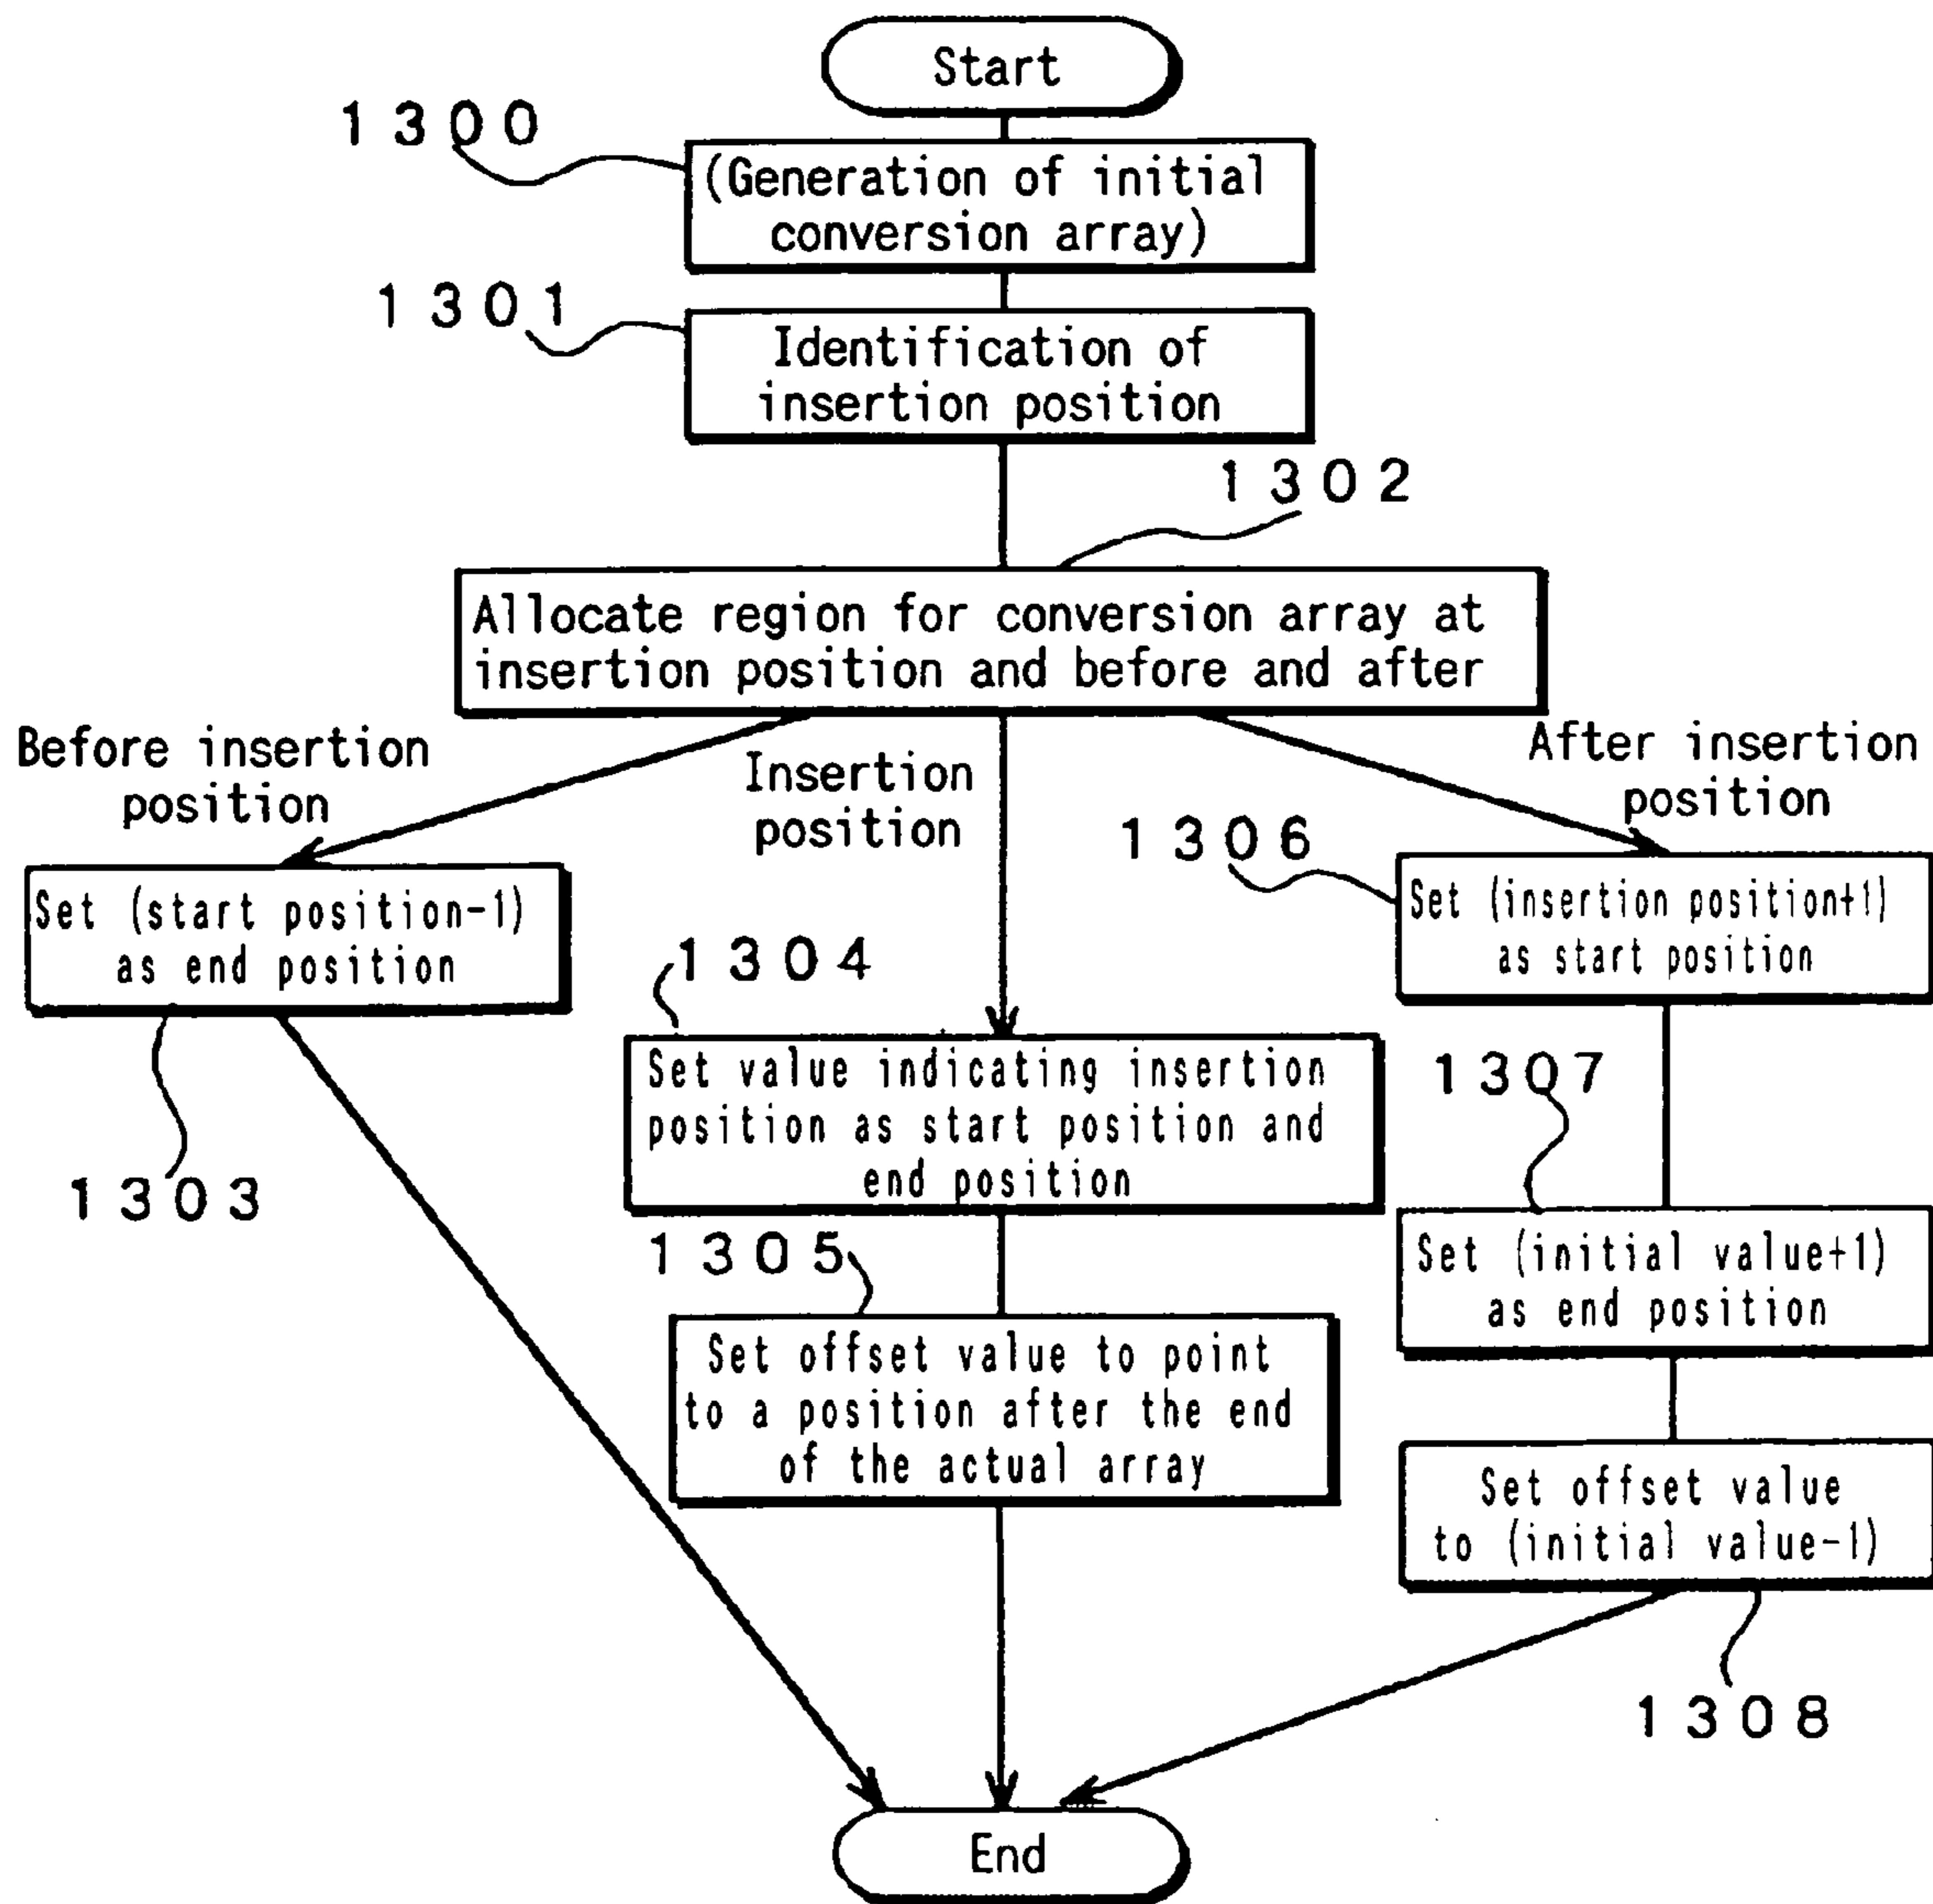 Start
1300
(Generation of initial
conversion array)
1301
Identification of
insertion position
1302
Allocate region for conversion array at
insertion position and before and after
Before insertion
position
Insertion
position
After insertion
position
1306
Set (start position-1)
as end position
Set (insertion position+1)
as start position
1304
Set value indicating insertion
position as start position and
end position
1307
1303
1305
Set (initial value+1)
as end position
Set offset value to point
to a position after the end
of the actual array
Set offset value
to (initial value-1)
1308
End